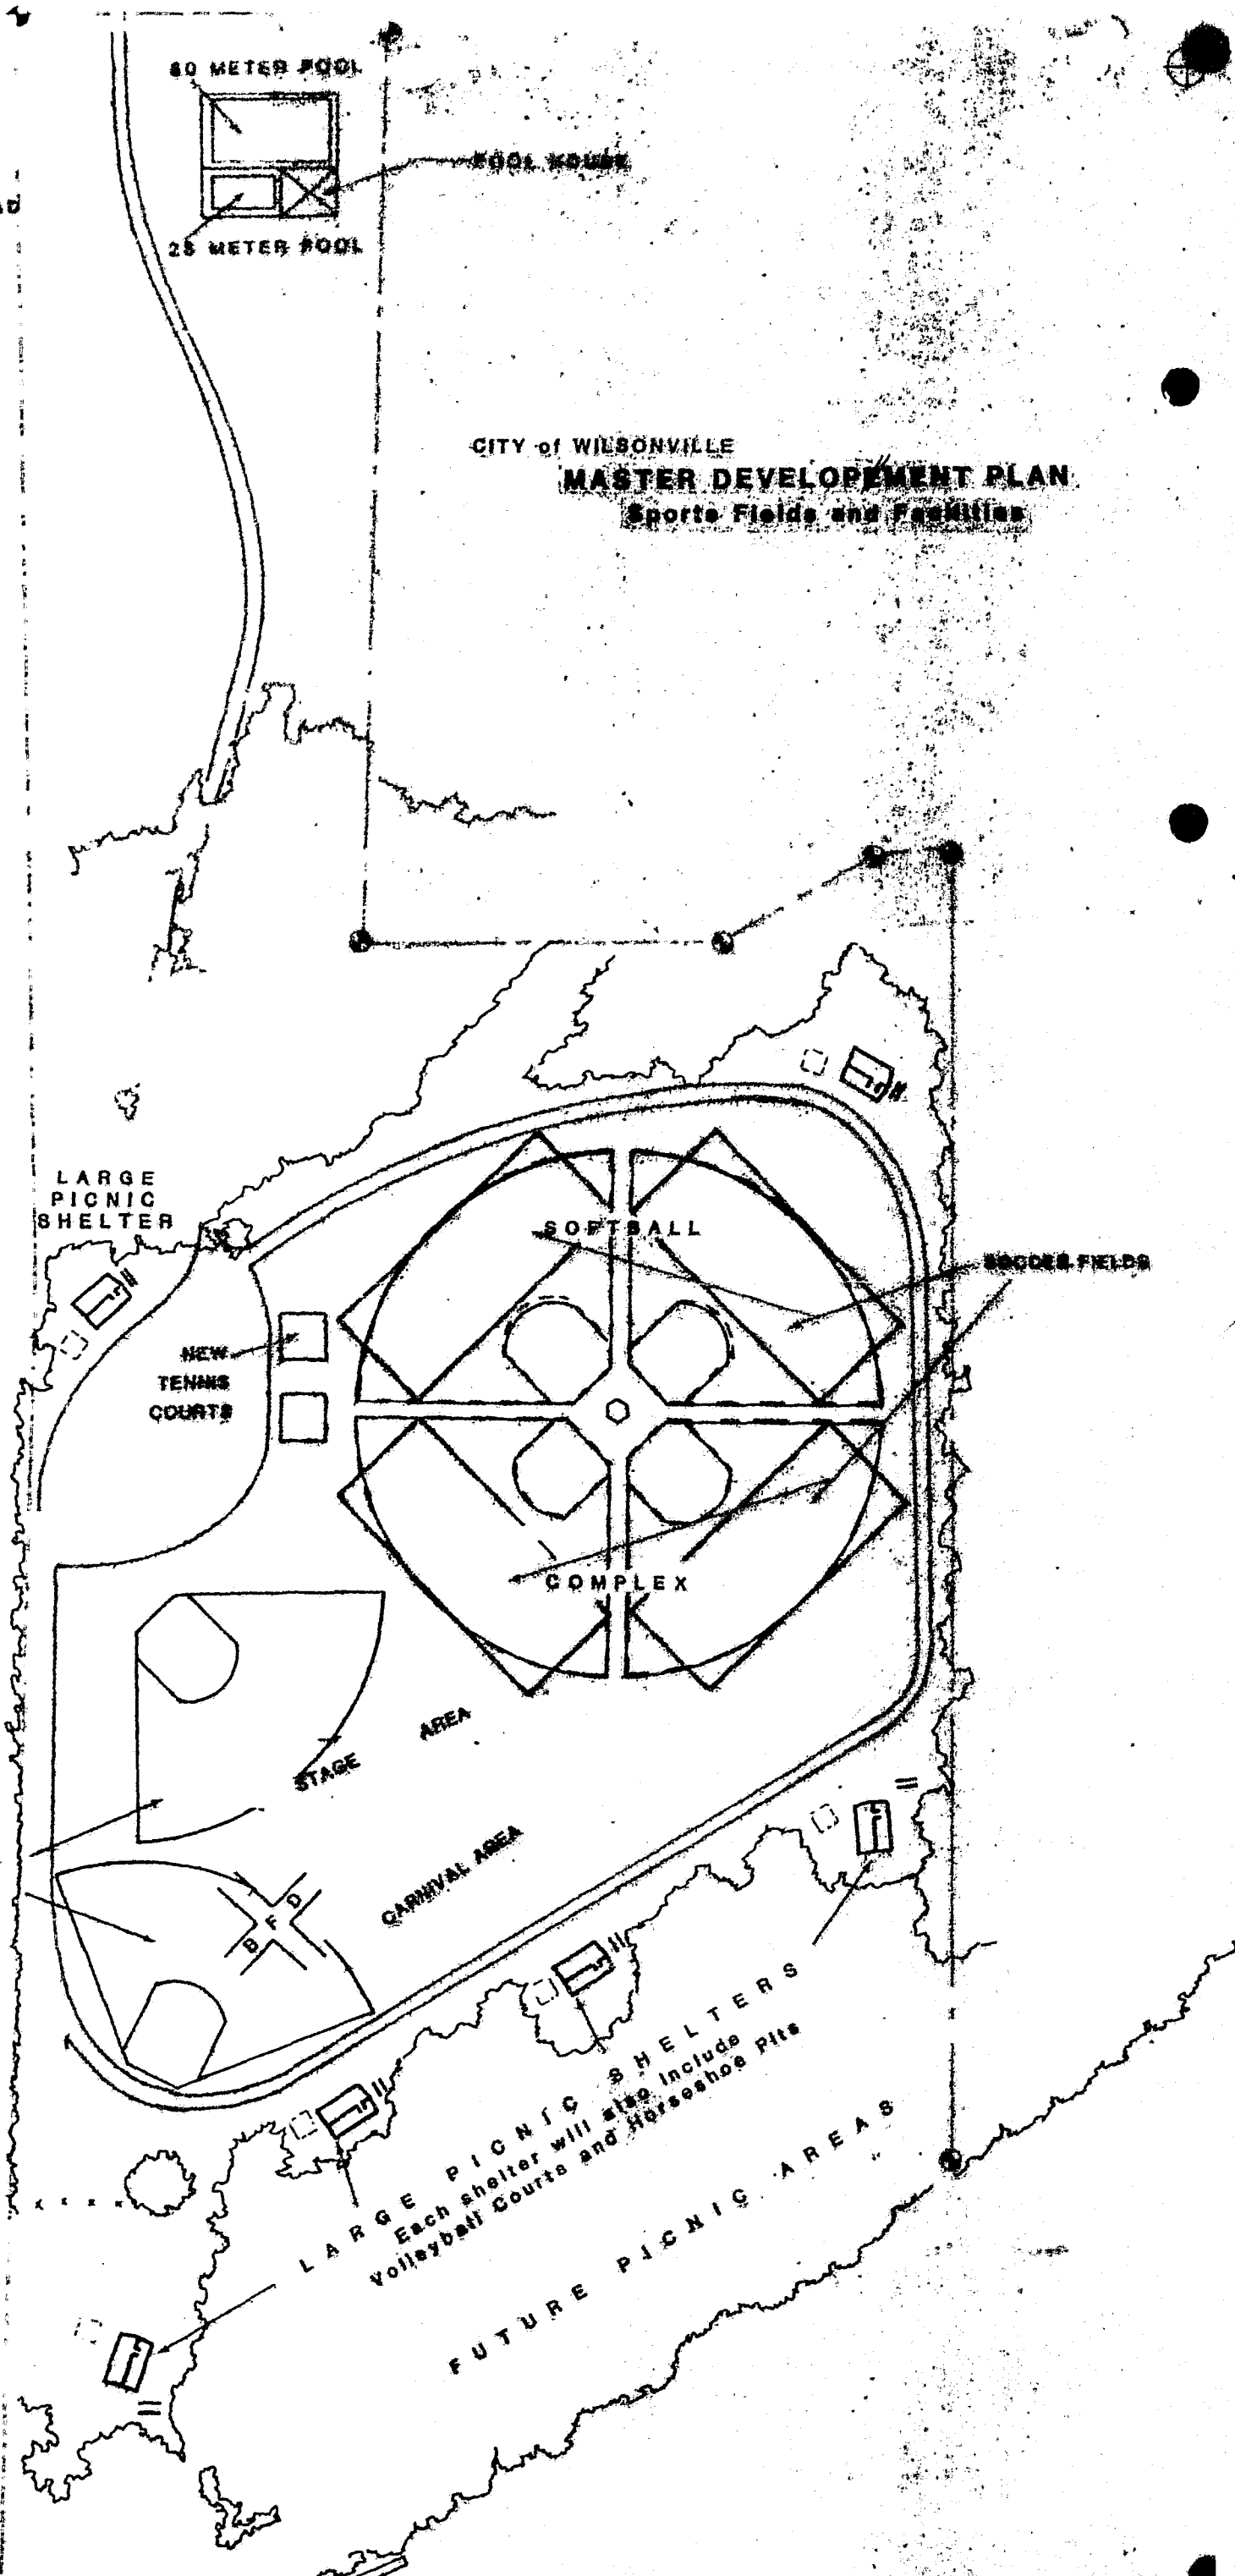 50 METER POOL
POOL HOUSE
25 METER POOL
CITY of WILSONVILLE
MASTER DEVELOPEMENT PLAN
Sports Fields and Facilities
LARGE
PICNIC
SHELTER
SOFTBALL
SOCCER FIELDS
NEW
TENNIS
COURTS
COMPLEX
STAGE AREA
CARNIVAL AREA
B F D
LARGE PICNIC SHELTERS
Each shelter will also include
Volleyball Courts and Horseshoe Pits
FUTURE PICNIC AREAS